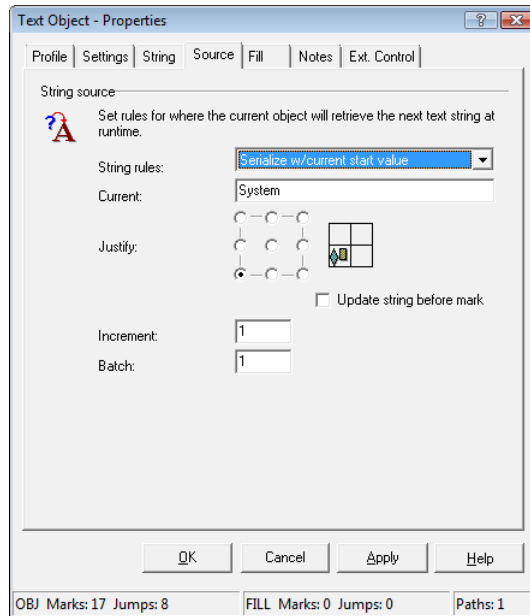 Text Object - Properties
Profile Settings String Source Fill Notes Ext. Control
String source
Set rules for where the current object will retrieve the next text string at
runtime.
String rules: Serialize w/current start value
Current: System
Justify:
Update string before mark
Increment: 1
Batch: 1
OK Cancel Apply Help
OBJ Marks: 17 Jumps: 8 FILL Marks: 0 Jumps: 0 Paths: 1